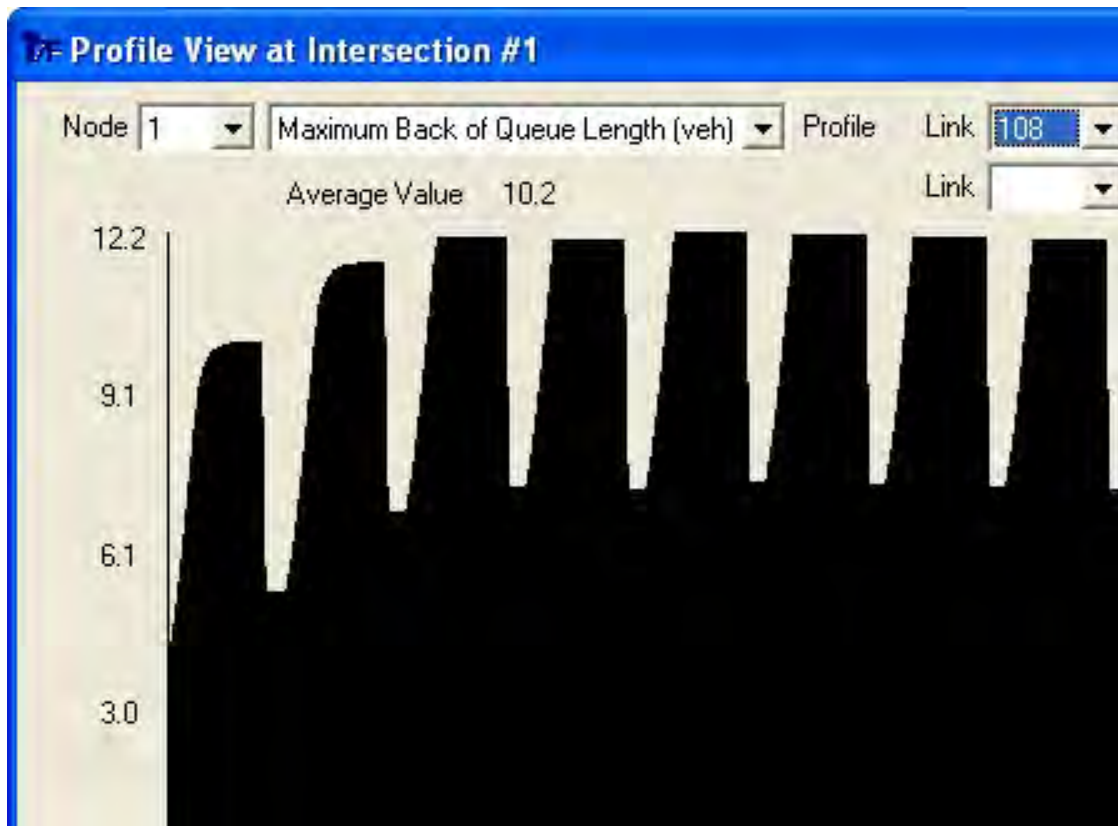 T7F Profile View at Intersection #1
Node 1 Maximum Back of Queue Length (veh) Profile Link 108
Average Value 10.2 Link
12.2
9.1
6.1
3.0